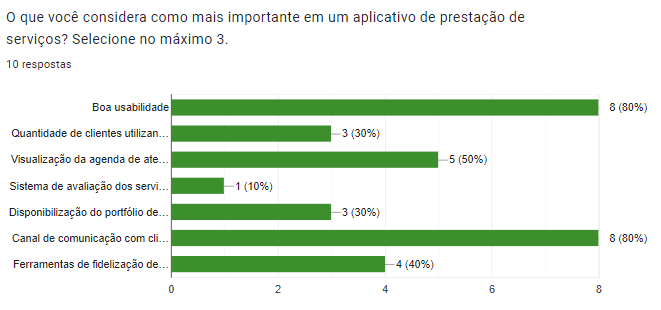 O que você considera como mais importante em um aplicativo de prestação de
serviços? Selecione no máximo 3.
10 respostas
Boa usabilidade 8 (80%)
Quantidade de clientes utilizan… 3 (30%)
Visualização da agenda de ate… 5 (50%)
Sistema de avaliação dos servi… 1 (10%)
Disponibilização do portfólio de… 3 (30%)
Canal de comunicação com cli… 8 (80%)
Ferramentas de fidelização de… 4 (40%)
0 2 4 6 8